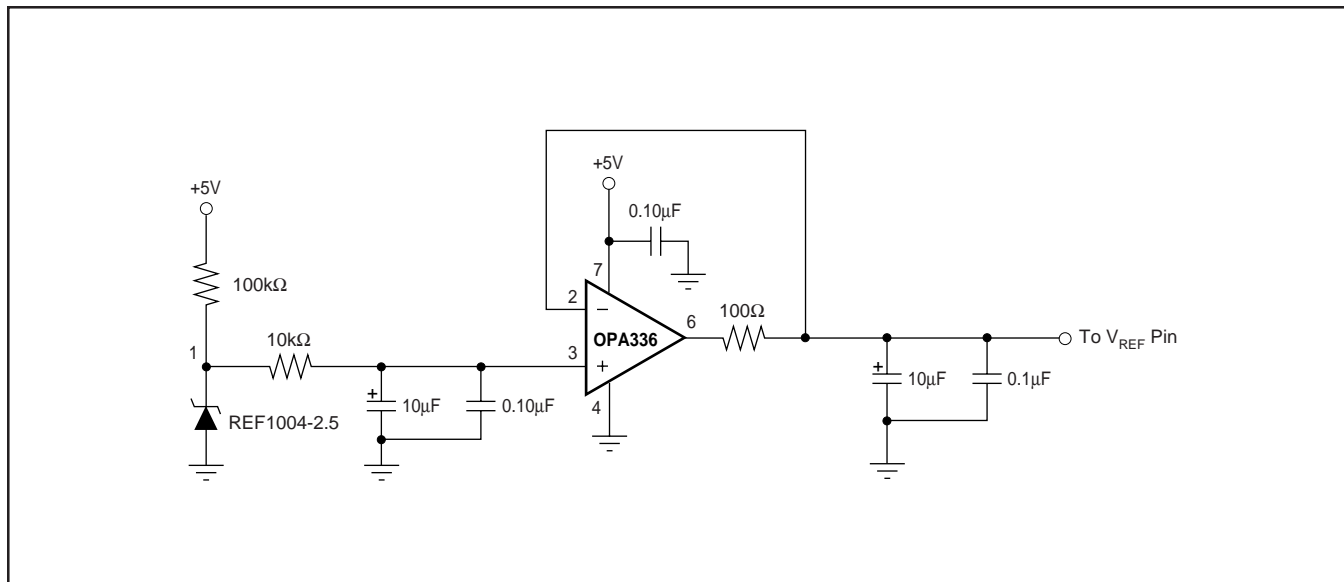 +5V
100kΩ
1
10kΩ
REF1004-2.5
+
10µF
0.10µF
+5V
0.10µF
7
2
−
OPA336
3
+
4
6
100Ω
+
10µF
0.1µF
To VREF Pin